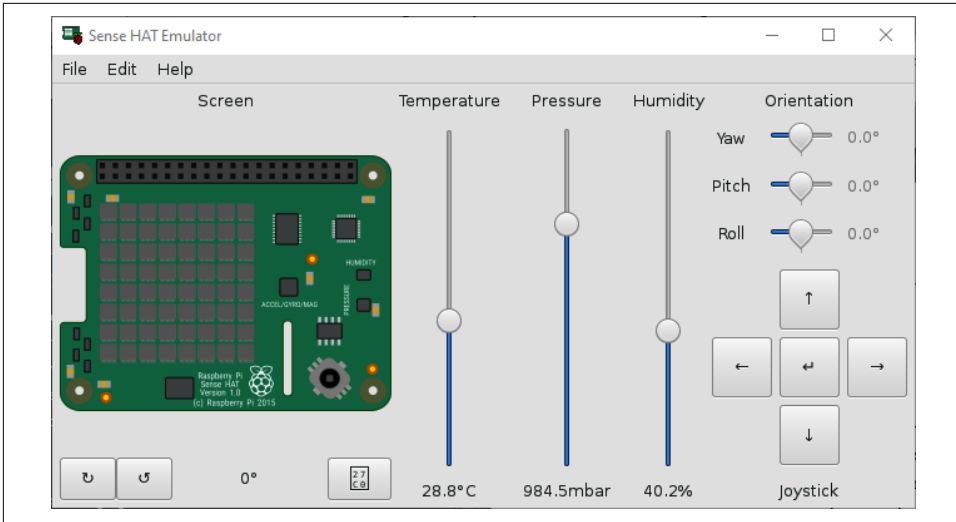 Sense HAT Emulator
File Edit Help
Screen
Temperature
Pressure
Humidity
Orientation
Yaw 0.0°
Pitch 0.0°
Roll 0.0°
HUMIDITY
PRESSURE
ACCEL/GYRO/MAG
Raspberry Pi
Sense HAT
Version 1.0
(c) Raspberry Pi 2015
↑
← ↵ →
↓
↻ ↺ 0°
27
C0
28.8°C
984.5mbar
40.2%
Joystick